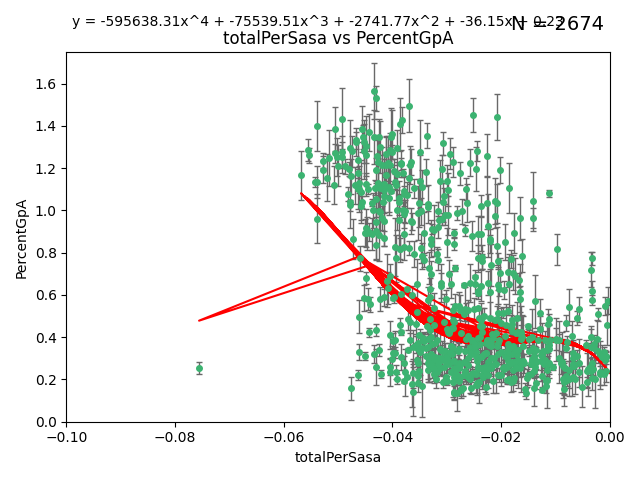 y = -595638.31x^4 + -75539.51x^3 + -2741.77x^2 + -36.15x + 0.23
N = 2674
totalPerSasa vs PercentGpA
PercentGpA
1.6
1.4
1.2
1.0
0.8
0.6
0.4
0.2
0.0
−0.10 −0.08 −0.06 −0.04 −0.02 0.00
totalPerSasa